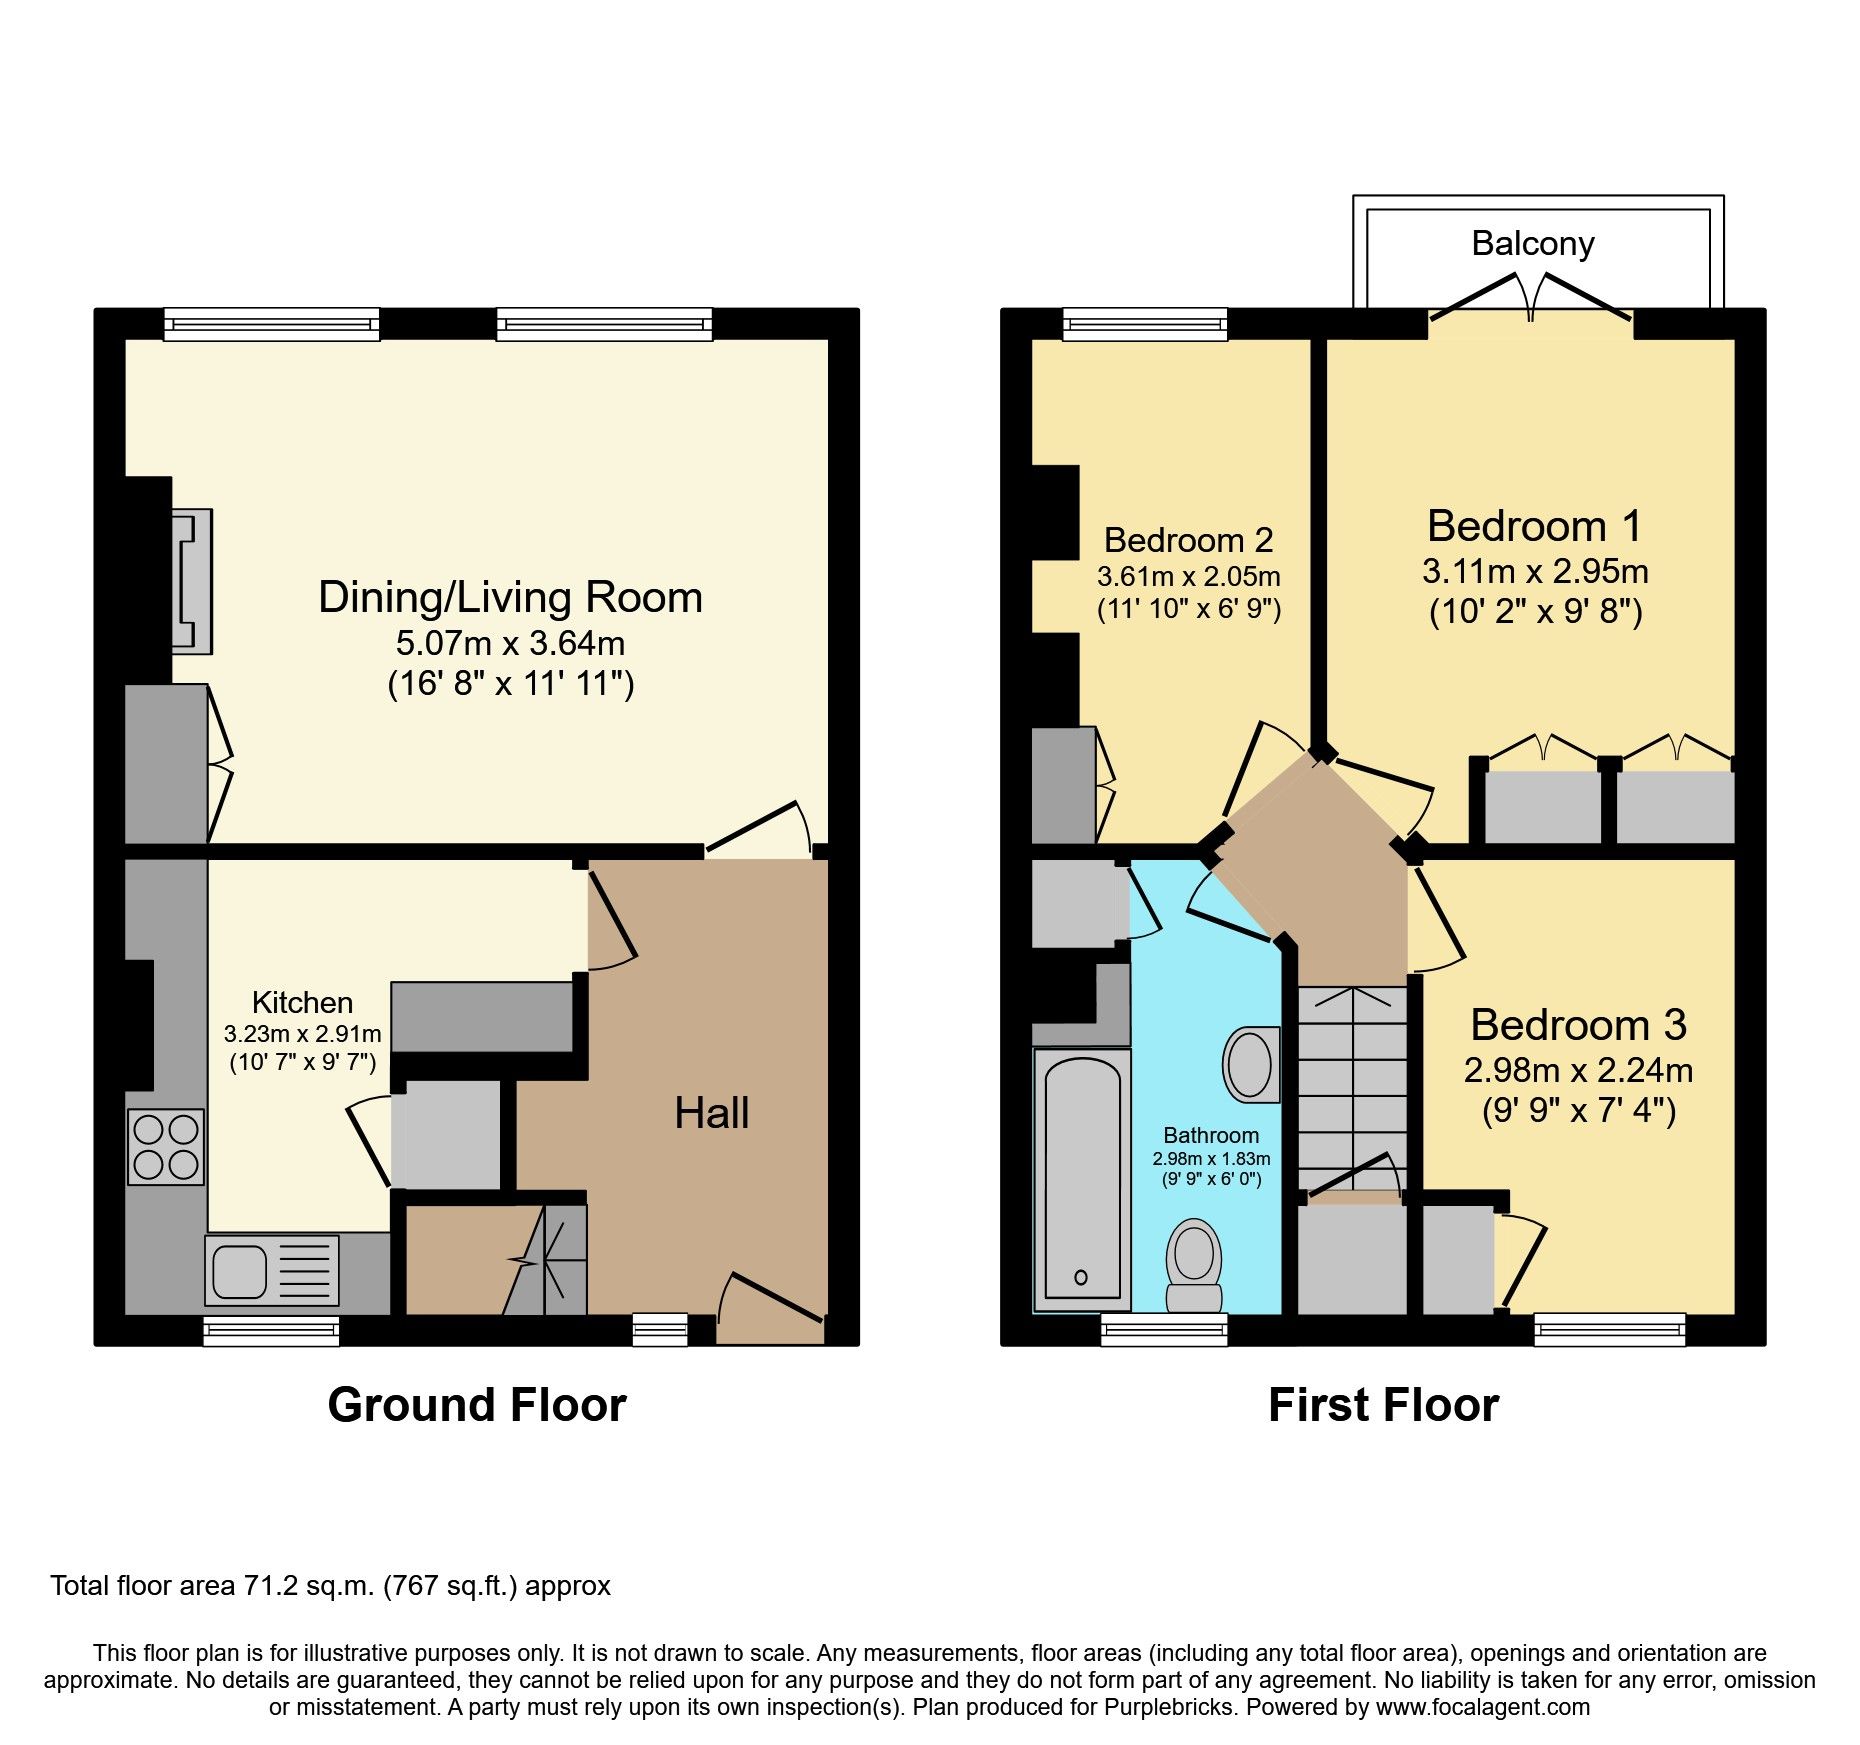 Balcony
Dining/Living Room
5.07m x 3.64m
(16' 8" x 11' 11")
Kitchen
3.23m x 2.91m
(10' 7" x 9' 7")
Hall
Ground Floor
Bedroom 2
3.61m x 2.05m
(11' 10" x 6' 9")
Bedroom 1
3.11m x 2.95m
(10' 2" x 9' 8")
Bedroom 3
2.98m x 2.24m
(9' 9" x 7' 4")
Bathroom
2.98m x 1.83m
(9' 9" x 6' 0")
First Floor
Total floor area 71.2 sq.m. (767 sq.ft.) approx
This floor plan is for illustrative purposes only. It is not drawn to scale. Any measurements, floor areas (including any total floor area), openings and orientation are
approximate. No details are guaranteed, they cannot be relied upon for any purpose and they do not form part of any agreement. No liability is taken for any error, omission
or misstatement. A party must rely upon its own inspection(s). Plan produced for Purplebricks. Powered by www.focalagent.com